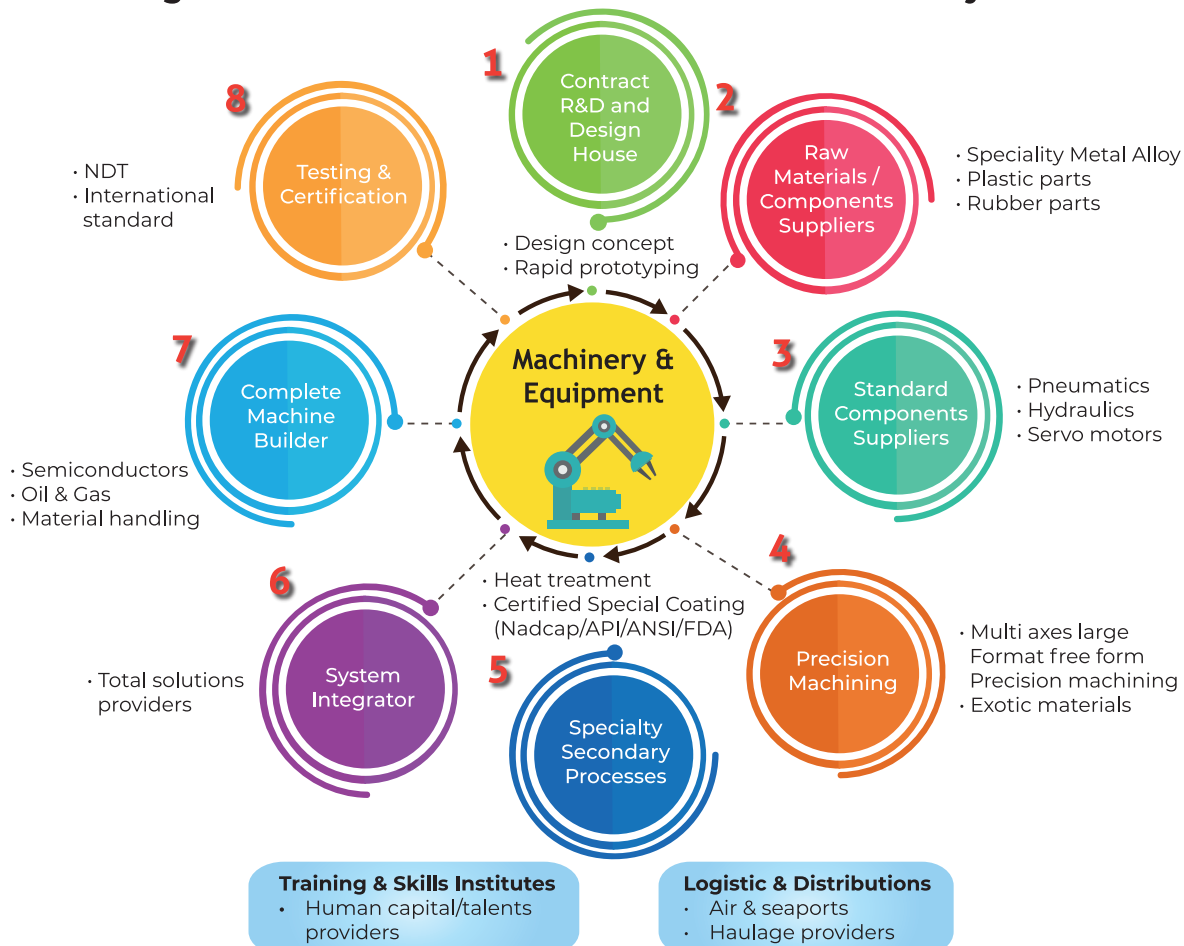 1
Contract
R&D and
Design
House
· Design concept
· Rapid prototyping
2
Raw
Materials /
Components
Suppliers
· Speciality Metal Alloy
· Plastic parts
· Rubber parts
3
Standard
Components
Suppliers
· Pneumatics
· Hydraulics
· Servo motors
4
Precision
Machining
· Multi axes large
Format free form
Precision machining
· Exotic materials
5
Specialty
Secondary
Processes
· Heat treatment
· Certified Special Coating
(Nadcap/API/ANSI/FDA)
6
System
Integrator
· Total solutions
providers
7
Complete
Machine
Builder
· Semiconductors
· Oil & Gas
· Material handling
8
Testing &
Certification
· NDT
· International
standard
Machinery &
Equipment
Training & Skills Institutes
· Human capital/talents
providers
Logistic & Distributions
· Air & seaports
· Haulage providers